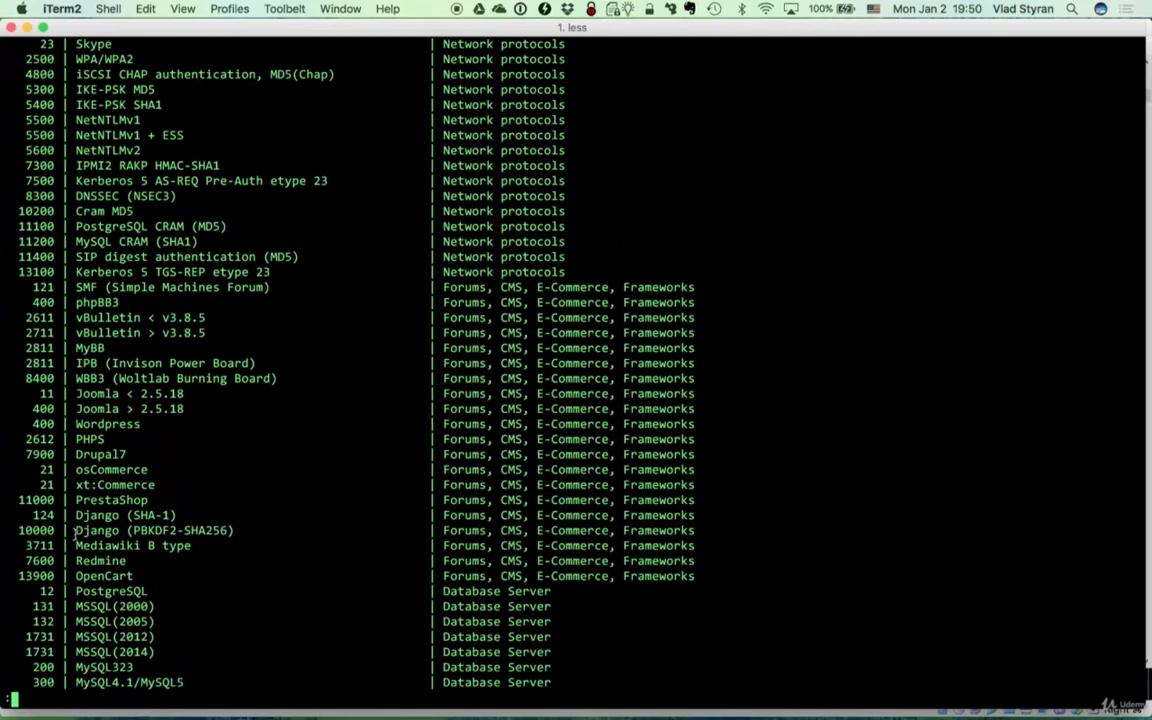 iTerm2 Shell Edit View Profiles Toolbelt Window Help 100% Mon Jan 2 19:50 Vlad Styran
1. less
23 | Skype | Network protocols
2500 | WPA/WPA2 | Network protocols
4800 | iSCSI CHAP authentication, MD5(Chap) | Network protocols
5300 | IKE-PSK MD5 | Network protocols
5400 | IKE-PSK SHA1 | Network protocols
5500 | NetNTLMv1 | Network protocols
5500 | NetNTLMv1 + ESS | Network protocols
5600 | NetNTLMv2 | Network protocols
7300 | IPMI2 RAKP HMAC-SHA1 | Network protocols
7500 | Kerberos 5 AS-REQ Pre-Auth etype 23 | Network protocols
8300 | DNSSEC (NSEC3) | Network protocols
10200 | Cram MD5 | Network protocols
11100 | PostgreSQL CRAM (MD5) | Network protocols
11200 | MySQL CRAM (SHA1) | Network protocols
11400 | SIP digest authentication (MD5) | Network protocols
13100 | Kerberos 5 TGS-REP etype 23 | Network protocols
121 | SMF (Simple Machines Forum) | Forums, CMS, E-Commerce, Frameworks
400 | phpBB3 | Forums, CMS, E-Commerce, Frameworks
2611 | vBulletin < v3.8.5 | Forums, CMS, E-Commerce, Frameworks
2711 | vBulletin > v3.8.5 | Forums, CMS, E-Commerce, Frameworks
2811 | MyBB | Forums, CMS, E-Commerce, Frameworks
2811 | IPB (Invison Power Board) | Forums, CMS, E-Commerce, Frameworks
8400 | WBB3 (Woltlab Burning Board) | Forums, CMS, E-Commerce, Frameworks
11 | Joomla < 2.5.18 | Forums, CMS, E-Commerce, Frameworks
400 | Joomla > 2.5.18 | Forums, CMS, E-Commerce, Frameworks
400 | Wordpress | Forums, CMS, E-Commerce, Frameworks
2612 | PHPS | Forums, CMS, E-Commerce, Frameworks
7900 | Drupal7 | Forums, CMS, E-Commerce, Frameworks
21 | osCommerce | Forums, CMS, E-Commerce, Frameworks
21 | xt:Commerce | Forums, CMS, E-Commerce, Frameworks
11000 | PrestaShop | Forums, CMS, E-Commerce, Frameworks
124 | Django (SHA-1) | Forums, CMS, E-Commerce, Frameworks
10000 | Django (PBKDF2-SHA256) | Forums, CMS, E-Commerce, Frameworks
3711 | Mediawiki B type | Forums, CMS, E-Commerce, Frameworks
7600 | Redmine | Forums, CMS, E-Commerce, Frameworks
13900 | OpenCart | Forums, CMS, E-Commerce, Frameworks
12 | PostgreSQL | Database Server
131 | MSSQL(2000) | Database Server
132 | MSSQL(2005) | Database Server
1731 | MSSQL(2012) | Database Server
1731 | MSSQL(2014) | Database Server
200 | MySQL323 | Database Server
300 | MySQL4.1/MySQL5 | Database Server
:
Udemy